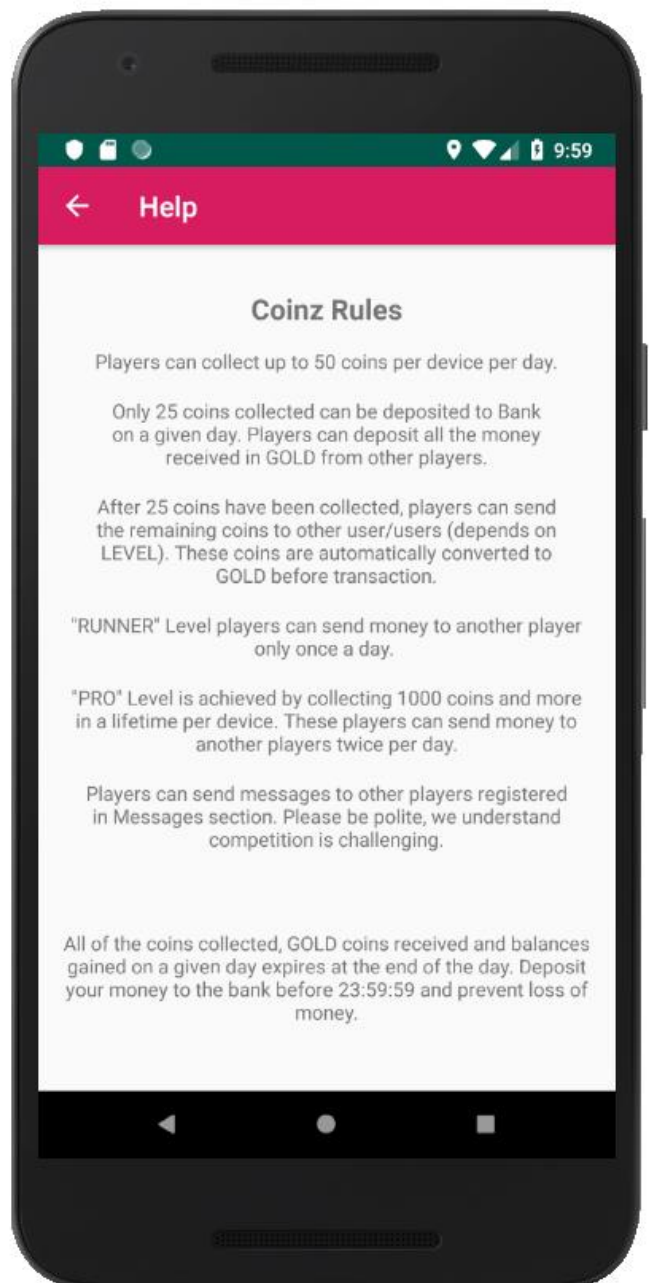 9:59
Help
Coinz Rules
Players can collect up to 50 coins per device per day.
Only 25 coins collected can be deposited to Bank
on a given day. Players can deposit all the money
received in GOLD from other players.
After 25 coins have been collected, players can send
the remaining coins to other user/users (depends on
LEVEL). These coins are automatically converted to
GOLD before transaction.
"RUNNER" Level players can send money to another player
only once a day.
"PRO" Level is achieved by collecting 1000 coins and more
in a lifetime per device. These players can send money to
another players twice per day.
Players can send messages to other players registered
in Messages section. Please be polite, we understand
competition is challenging.
All of the coins collected, GOLD coins received and balances
gained on a given day expires at the end of the day. Deposit
your money to the bank before 23:59:59 and prevent loss of
money.